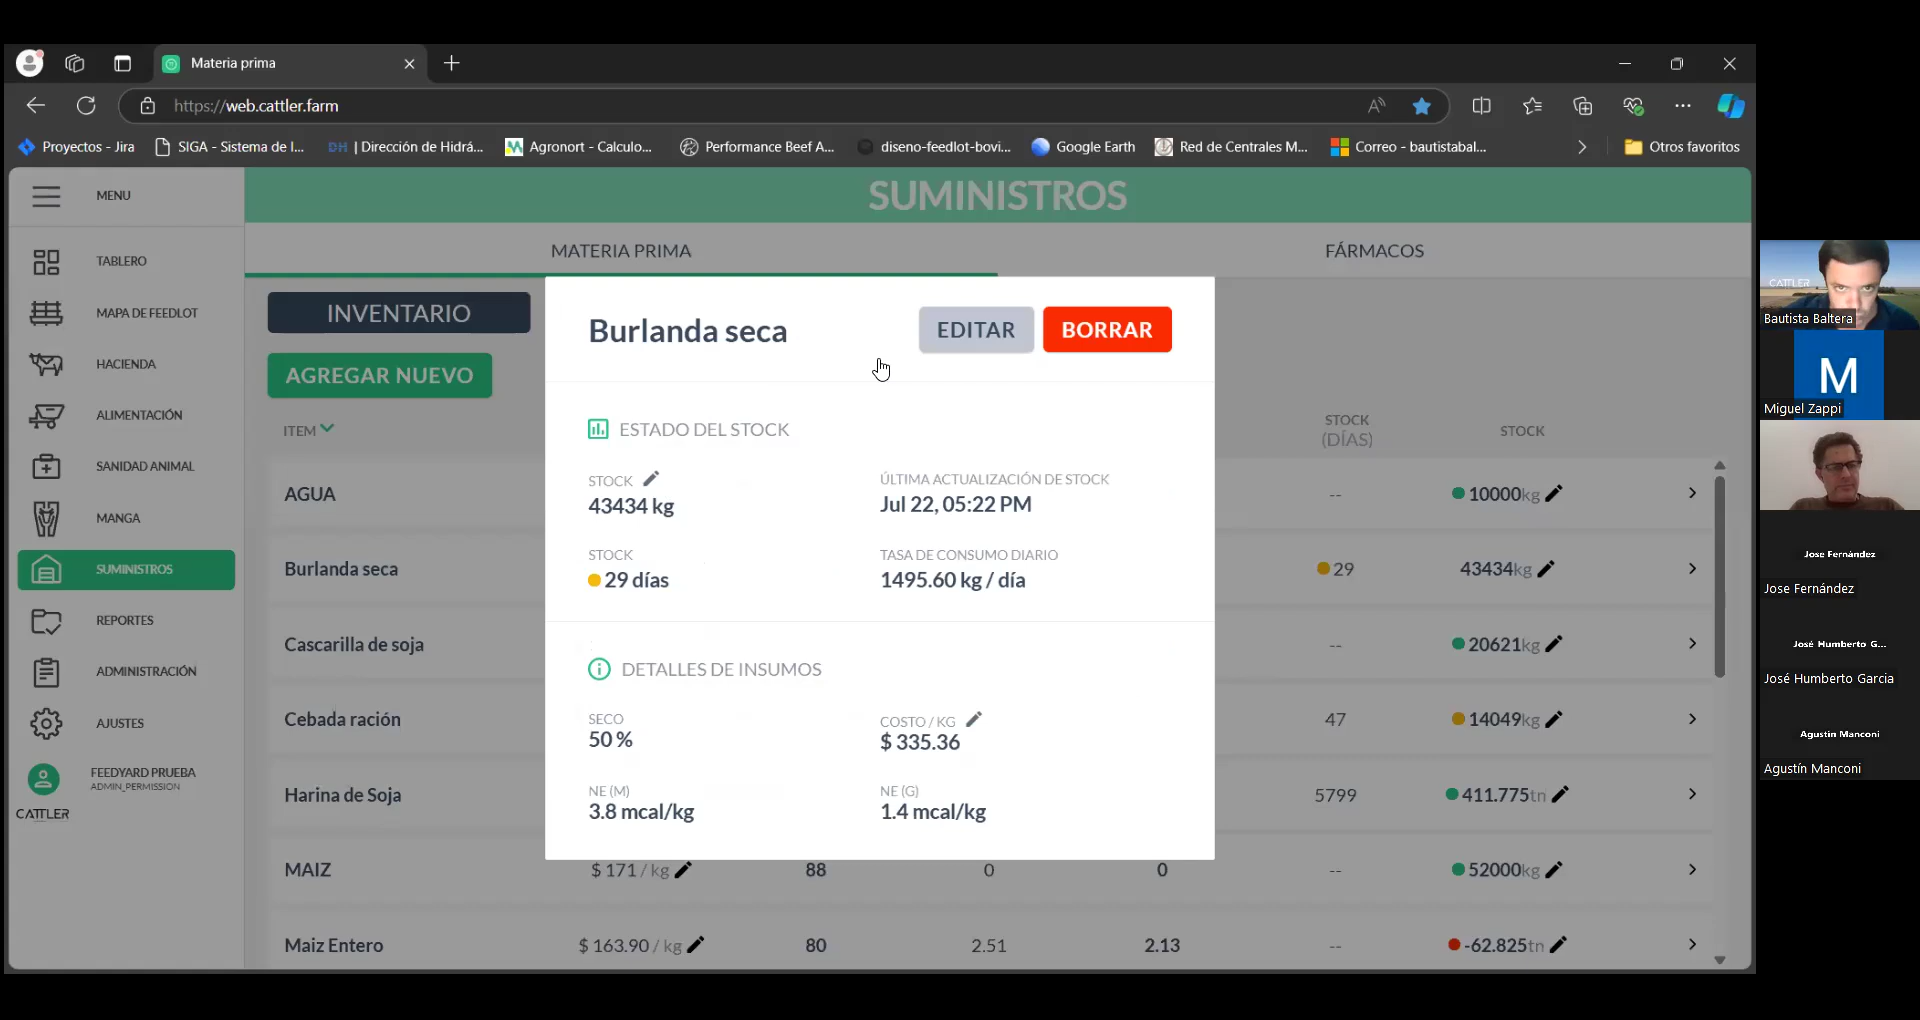 Materia prima
https://web.cattler.farm
Proyectos - Jira
SIGA - Sistema de I...
DH | Dirección de Hidrá...
Agronort - Calculo...
Performance Beef A...
diseno-feedlot-bovi...
Google Earth
Red de Centrales M...
Correo - bautistabal...
Otros favoritos
MENU
SUMINISTROS
MATERIA PRIMA
FÁRMACOS
TABLERO
MAPA DE FEEDLOT
HACIENDA
ALIMENTACIÓN
SANIDAD ANIMAL
MANGA
SUMINISTROS
REPORTES
ADMINISTRACIÓN
AJUSTES
FEEDYARD PRUEBA
ADMIN_PERMISSION
CATTLER
INVENTARIO
AGREGAR NUEVO
ITEM
STOCK
(DÍAS)
STOCK
AGUA
--
10000kg
Burlanda seca
29
43434kg
Cascarilla de soja
--
20621kg
Cebada ración
47
14049kg
Harina de Soja
5799
411.775tn
MAIZ
$ 171 / kg
88
0
0
--
52000kg
Maiz Entero
$ 163.90 / kg
80
2.51
2.13
--
-62.825tn
Burlanda seca
EDITAR
BORRAR
ESTADO DEL STOCK
STOCK
43434 kg
ÚLTIMA ACTUALIZACIÓN DE STOCK
Jul 22, 05:22 PM
STOCK
29 días
TASA DE CONSUMO DIARIO
1495.60 kg / día
DETALLES DE INSUMOS
SECO
50 %
COSTO / KG
$ 335.36
NE (M)
3.8 mcal/kg
NE (G)
1.4 mcal/kg
CATTLER
Bautista Baltera
M
Miguel Zappi
Jose Fernández
Jose Fernández
José Humberto G...
José Humberto Garcia
Agustín Manconi
Agustín Manconi